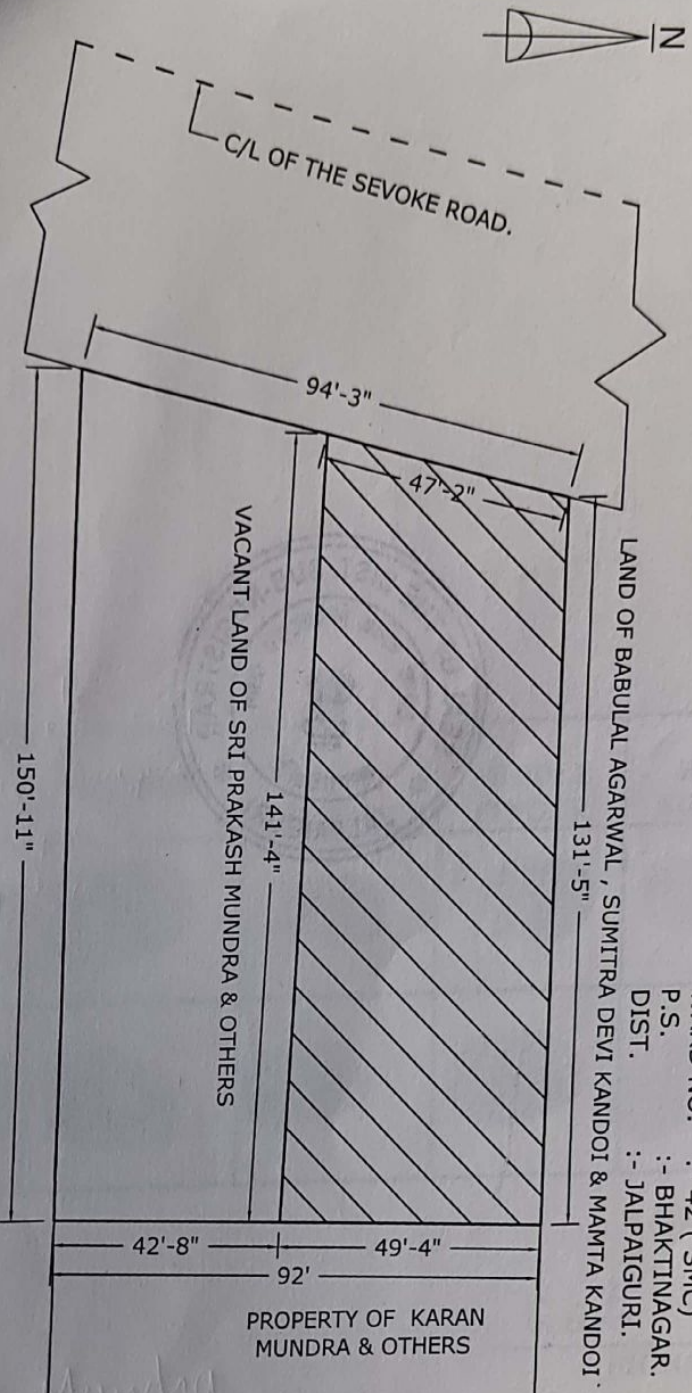 N
C/L OF THE SEVOKE ROAD.
42 ( SMC)
P.S. :- BHAKTINAGAR.
DIST. :- JALPAIGURI.
LAND OF BABULAL AGARWAL , SUMITRA DEVI KANDOI & MAMTA KANDOI
94'-3"
47'-2"
131'-5"
141'-4"
VACANT LAND OF SRI PRAKASH MUNDRA & OTHERS
150'-11"
42'-8"
49'-4"
92'
PROPERTY OF KARAN
MUNDRA & OTHERS